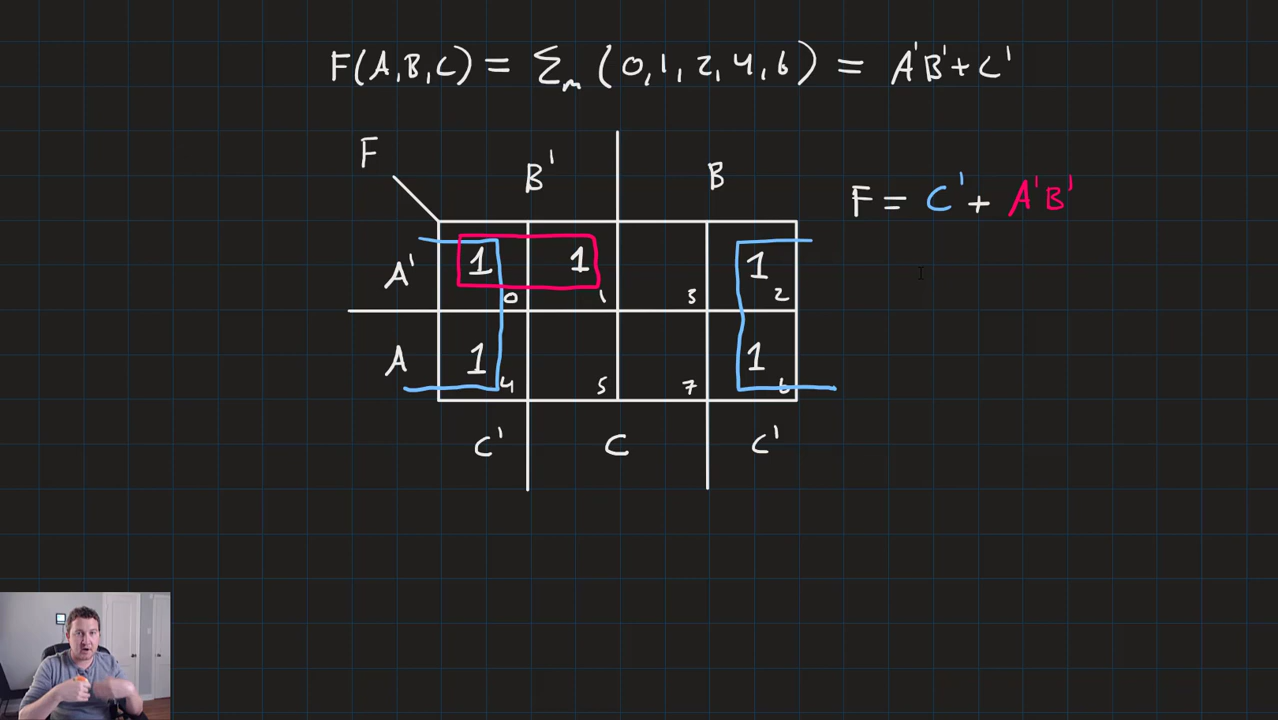 F(A,B,C) = Σm (0,1,2,4,6) = A'B'+C'
F
B' B
F = C' + A'B'
A' 1 0 1 1 3 1 2
A 1 4 5 7 1 6
C' C C'